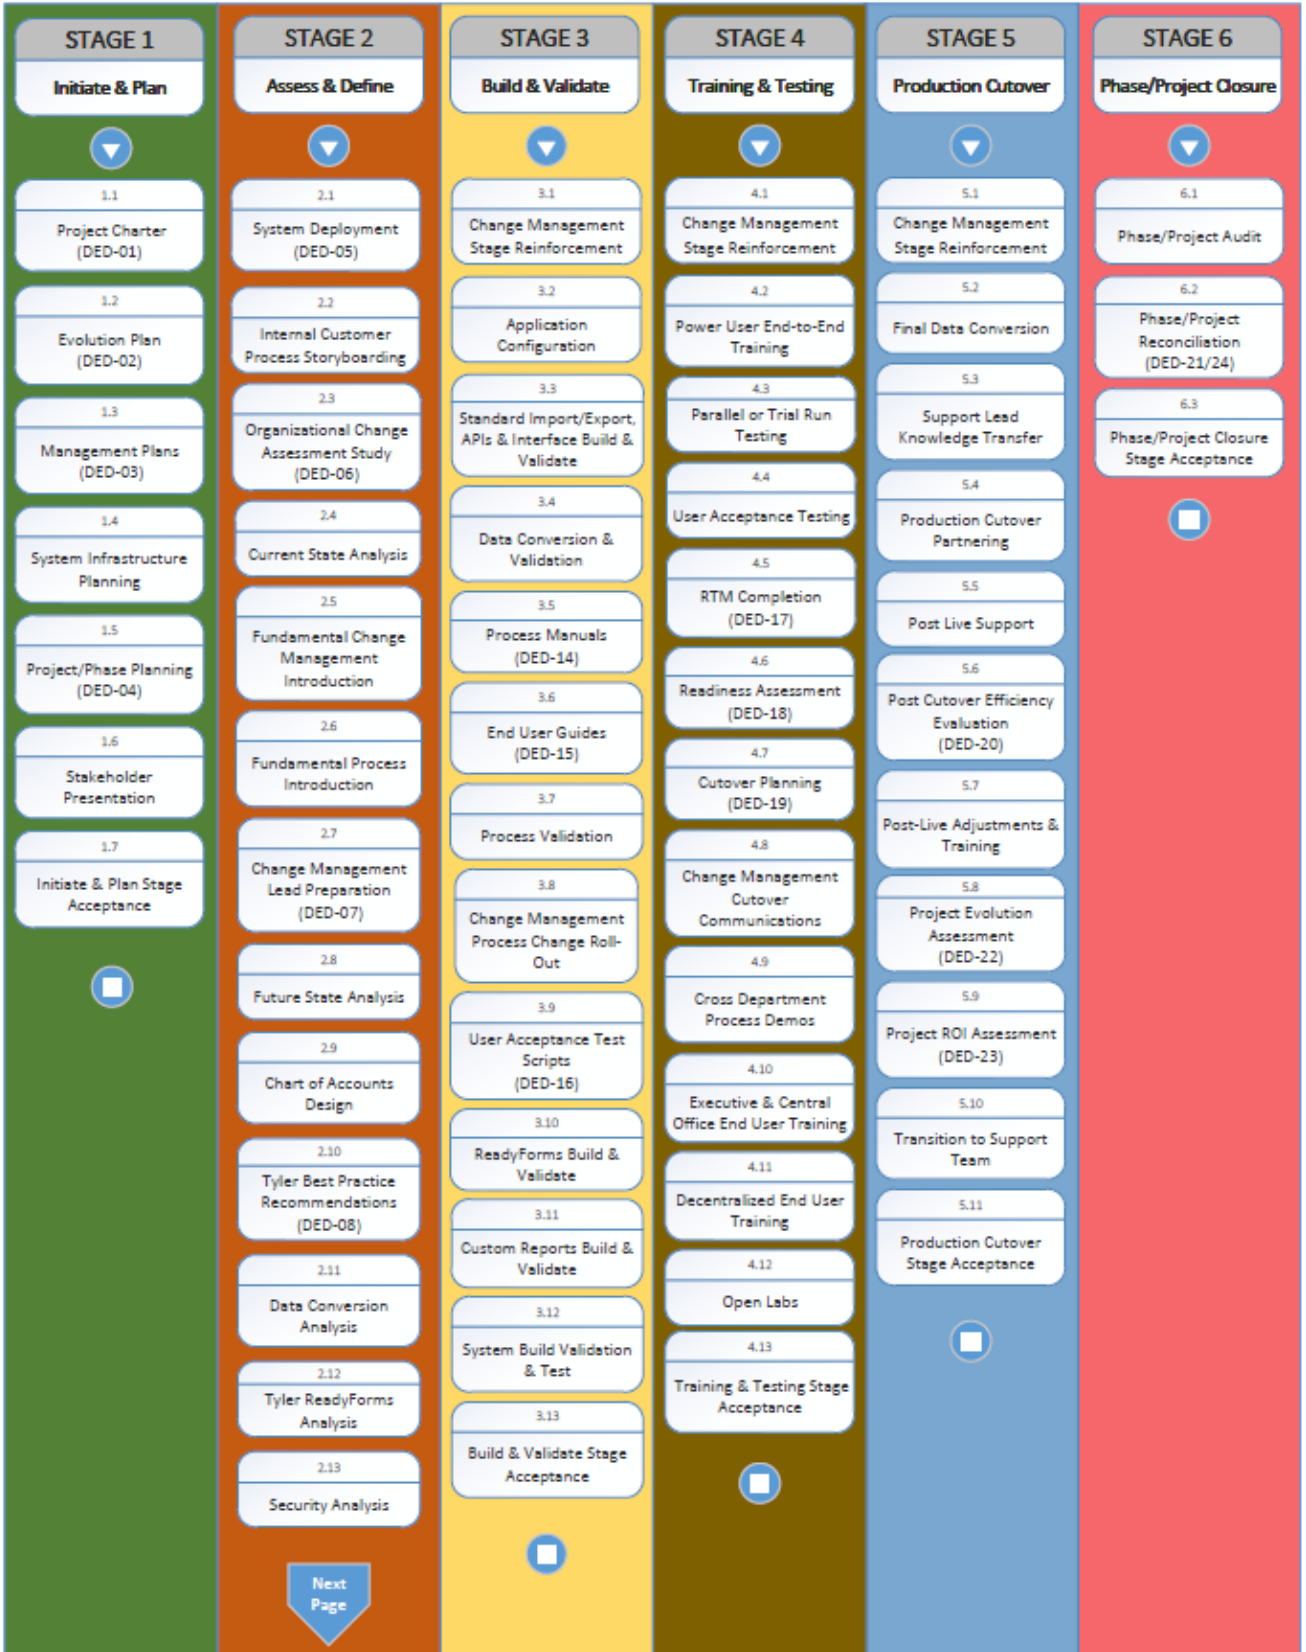 STAGE 1
Initiate & Plan
1.1
Project Charter
(DED-01)
1.2
Evolution Plan
(DED-02)
1.3
Management Plans
(DED-03)
1.4
System Infrastructure
Planning
1.5
Project/Phase Planning
(DED-04)
1.6
Stakeholder
Presentation
1.7
Initiate & Plan Stage
Acceptance
STAGE 2
Assess & Define
2.1
System Deployment
(DED-05)
2.2
Internal Customer
Process Storyboarding
2.3
Organizational Change
Assessment Study
(DED-06)
2.4
Current State Analysis
2.5
Fundamental Change
Management
Introduction
2.6
Fundamental Process
Introduction
2.7
Change Management
Lead Preparation
(DED-07)
2.8
Future State Analysis
2.9
Chart of Accounts
Design
2.10
Tyler Best Practice
Recommendations
(DED-08)
2.11
Data Conversion
Analysis
2.12
Tyler ReadyForms
Analysis
2.13
Security Analysis
Next
Page
STAGE 3
Build & Validate
3.1
Change Management
Stage Reinforcement
3.2
Application
Configuration
3.3
Standard Import/Export,
APIs & Interface Build &
Validate
3.4
Data Conversion &
Validation
3.5
Process Manuals
(DED-14)
3.6
End User Guides
(DED-15)
3.7
Process Validation
3.8
Change Management
Process Change Roll-
Out
3.9
User Acceptance Test
Scripts
(DED-16)
3.10
ReadyForms Build &
Validate
3.11
Custom Reports Build &
Validate
3.12
System Build Validation
& Test
3.13
Build & Validate Stage
Acceptance
STAGE 4
Training & Testing
4.1
Change Management
Stage Reinforcement
4.2
Power User End-to-End
Training
4.3
Parallel or Trial Run
Testing
4.4
User Acceptance Testing
4.5
RTM Completion
(DED-17)
4.6
Readiness Assessment
(DED-18)
4.7
Cutover Planning
(DED-19)
4.8
Change Management
Cutover
Communications
4.9
Cross Department
Process Demos
4.10
Executive & Central
Office End User Training
4.11
Decentralized End User
Training
4.12
Open Labs
4.13
Training & Testing Stage
Acceptance
STAGE 5
Production Cutover
5.1
Change Management
Stage Reinforcement
5.2
Final Data Conversion
5.3
Support Lead
Knowledge Transfer
5.4
Production Cutover
Partnering
5.5
Post Live Support
5.6
Post Cutover Efficiency
Evaluation
(DED-20)
5.7
Post-Live Adjustments &
Training
5.8
Project Evolution
Assessment
(DED-22)
5.9
Project ROI Assessment
(DED-23)
5.10
Transition to Support
Team
5.11
Production Cutover
Stage Acceptance
STAGE 6
Phase/Project Closure
6.1
Phase/Project Audit
6.2
Phase/Project
Reconciliation
(DED-21/24)
6.3
Phase/Project Closure
Stage Acceptance